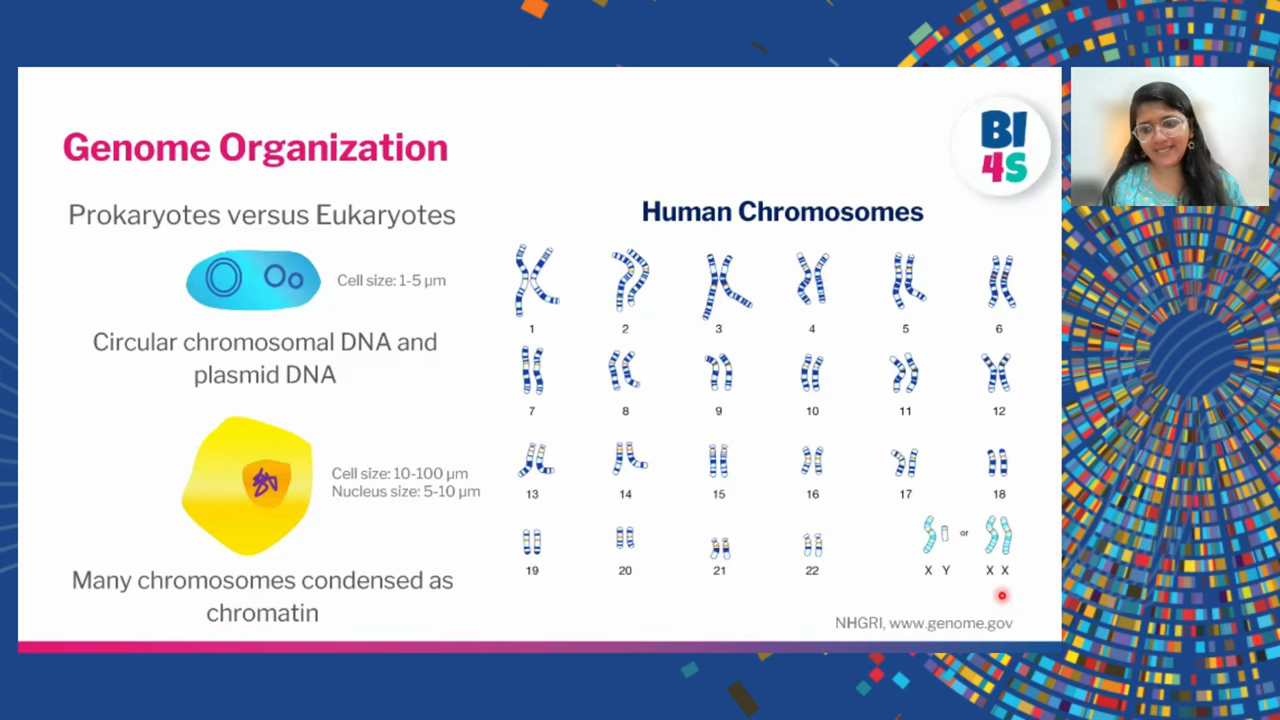 Genome Organization
BI
4S
Prokaryotes versus Eukaryotes
Cell size: 1-5 µm
Circular chromosomal DNA and
plasmid DNA
Cell size: 10-100 µm
Nucleus size: 5-10 µm
Many chromosomes condensed as
chromatin
Human Chromosomes
1 2 3 4 5 6
7 8 9 10 11 12
13 14 15 16 17 18
or
19 20 21 22 X Y X X
NHGRI, www.genome.gov